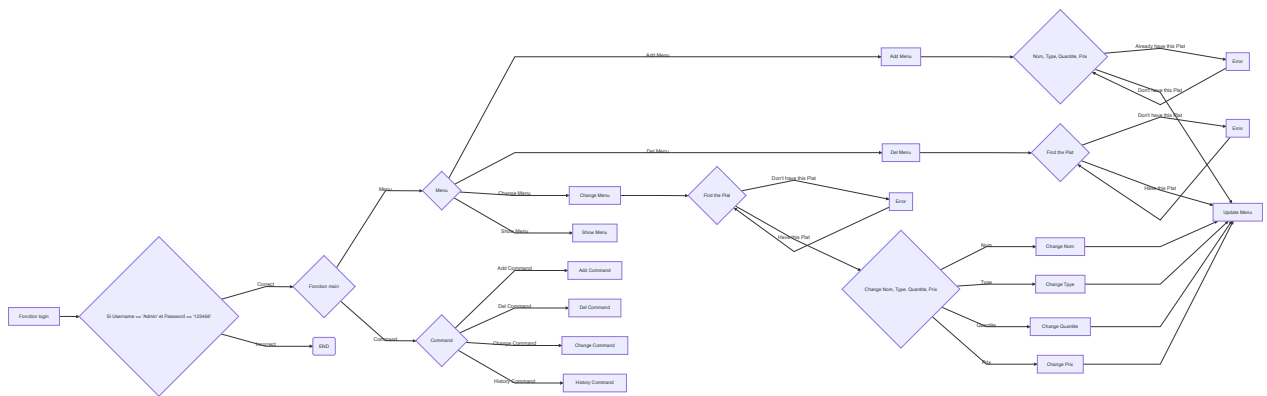 Fonction login
Si Username == 'Admin' et Password == '123456'
Correct
Incorrect
Fonction main
END
Menu
Command
Menu
Command
Add Menu
Del Menu
Change Menu
Show Menu
Add Command
Del Command
Change Command
History Command
Add Menu
Del Menu
Change Menu
Show Menu
Add Command
Del Command
Change Command
History Command
Nom, Type, Quantite, Prix
Already have this Plat
Don't have this Plat
Error
Find the Plat
Don't have this Plat
Have this Plat
Error
Find the Plat
Don't have this Plat
Have this Plat
Error
Change Nom, Type, Quantite, Prix
Nom
Type
Quantite
Prix
Change Nom
Change Tpye
Change Quantite
Change Prix
Update Menu